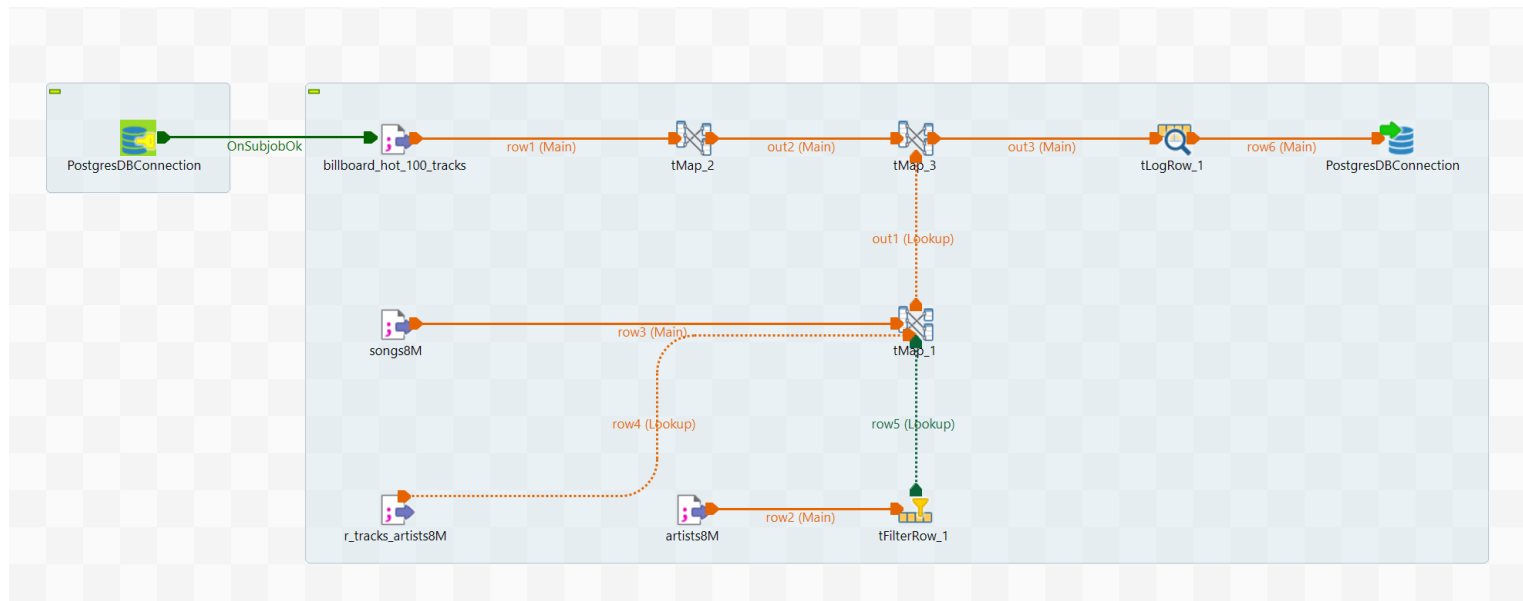 PostgresDBConnection
OnSubjobOk
billboard_hot_100_tracks
row1 (Main)
tMap_2
out2 (Main)
tMap_3
out3 (Main)
tLogRow_1
row6 (Main)
PostgresDBConnection
out1 (Lookup)
songs8M
row3 (Main)
tMap_1
row4 (Lookup)
row5 (Lookup)
r_tracks_artists8M
artists8M
row2 (Main)
tFilterRow_1